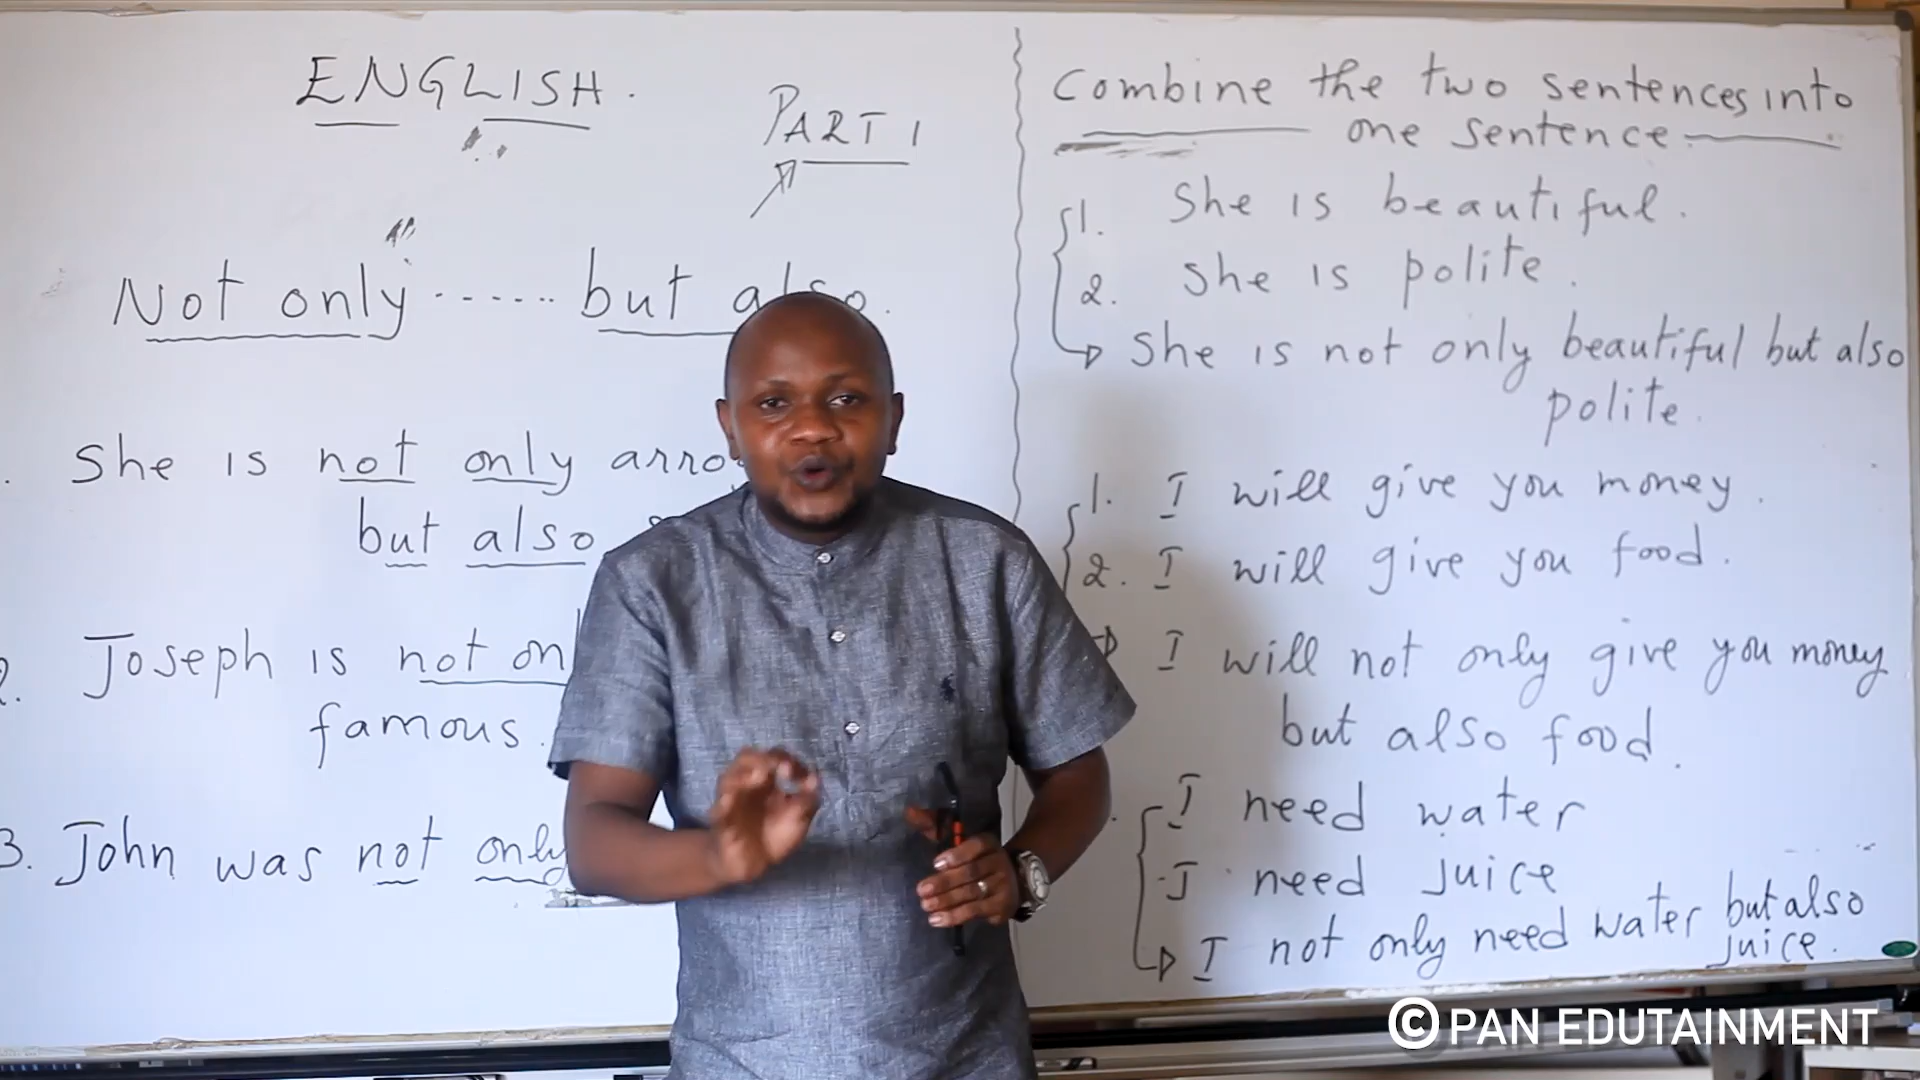 ENGLISH.
PART 1
Not only ...... but also.
She is not only
but also
Joseph is not
famous.
3. John was not only
Combine the two sentences into
one sentence
1. She is beautiful.
2. She is polite.
She is not only beautiful but also
polite.
1. I will give you money.
2. I will give you food.
I will not only give you money
but also food.
I need water
I need juice
I not only need water but also
juice.
© PAN EDUTAINMENT